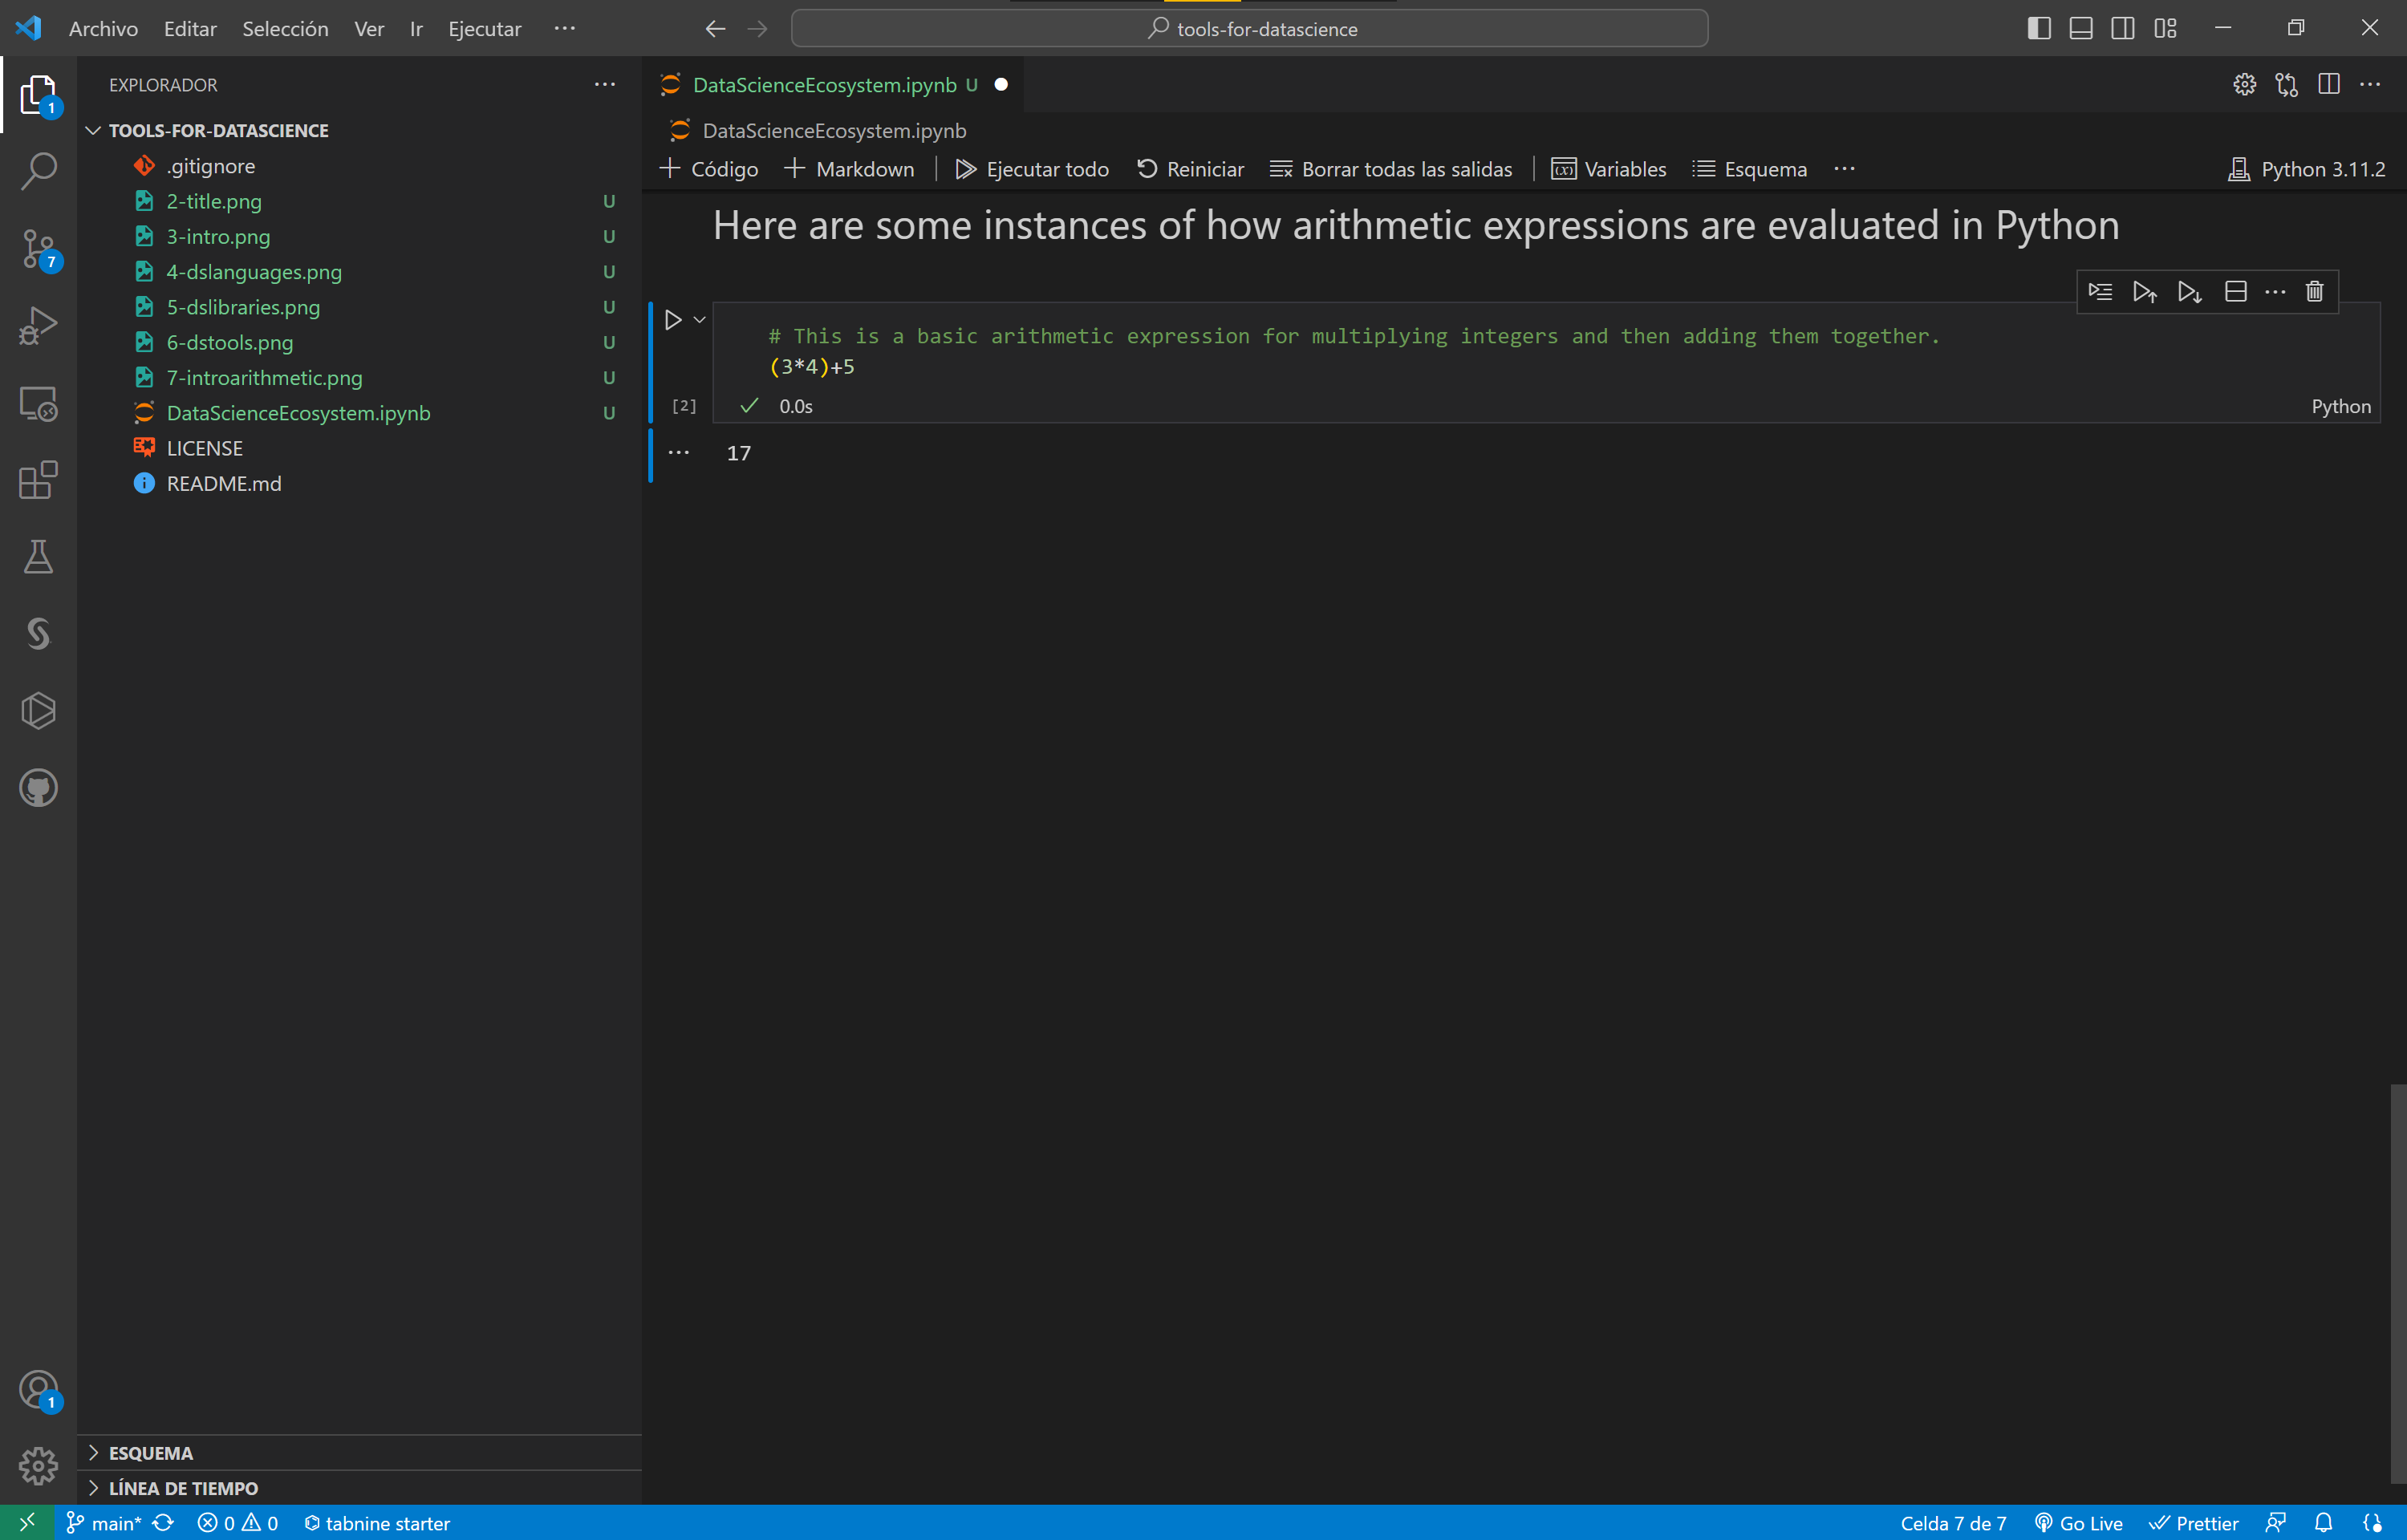 Archivo Editar Selección Ver Ir Ejecutar ··· tools-for-datascience
EXPLORADOR
TOOLS-FOR-DATASCIENCE
.gitignore
2-title.png U
3-intro.png U
4-dslanguages.png U
5-dslibraries.png U
6-dstools.png U
7-introarithmetic.png U
DataScienceEcosystem.ipynb U
LICENSE
README.md
ESQUEMA
LÍNEA DE TIEMPO
1
7
1
DataScienceEcosystem.ipynb U
DataScienceEcosystem.ipynb
Código Markdown Ejecutar todo Reiniciar Borrar todas las salidas Variables Esquema ··· Python 3.11.2
Here are some instances of how arithmetic expressions are evaluated in Python
# This is a basic arithmetic expression for multiplying integers and then adding them together.
(3*4)+5
[2] 0.0s Python
17
main* 0 0 tabnine starter Celda 7 de 7 Go Live Prettier